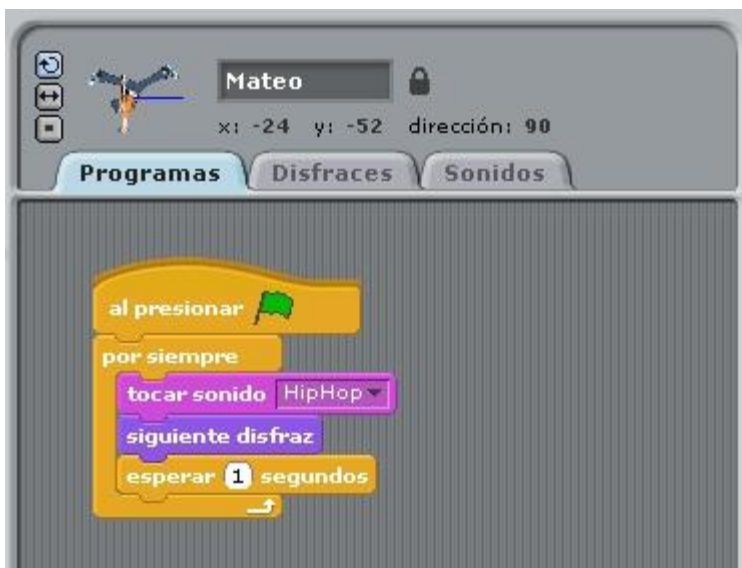 Mateo
x: -24 y: -52 dirección: 90
Programas Disfraces Sonidos
al presionar
por siempre
tocar sonido HipHop
siguiente disfraz
esperar 1 segundos